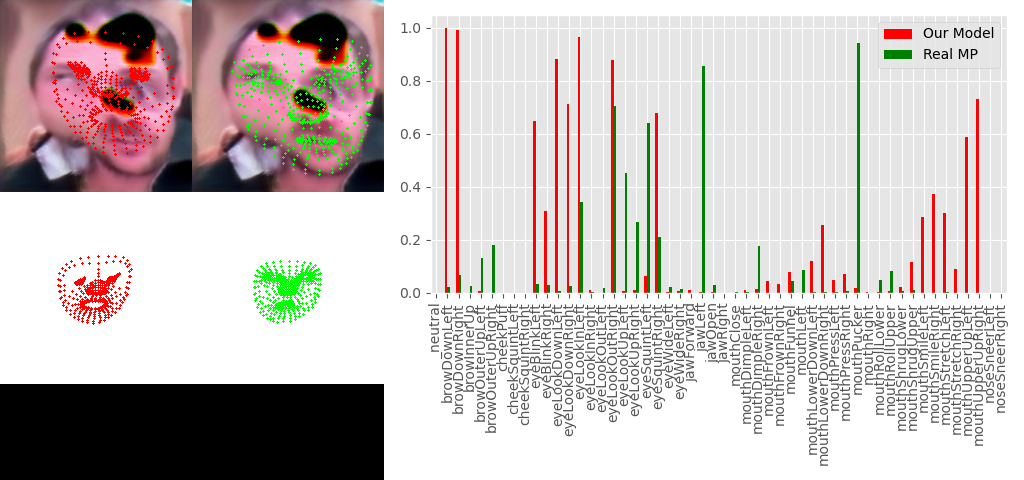 Our Model
Real MP
1.0
0.8
0.6
0.4
0.2
0.0
neutral
browDownLeft
browDownRight
browInnerUp
browOuterUpLeft
browOuterUpRight
cheekPuff
cheekSquintLeft
cheekSquintRight
eyeBlinkLeft
eyeBlinkRight
eyeLookDownLeft
eyeLookDownRight
eyeLookInLeft
eyeLookInRight
eyeLookOutLeft
eyeLookOutRight
eyeLookUpLeft
eyeLookUpRight
eyeSquintLeft
eyeSquintRight
eyeWideLeft
eyeWideRight
jawForward
jawLeft
jawOpen
jawRight
mouthClose
mouthDimpleLeft
mouthDimpleRight
mouthFrownLeft
mouthFrownRight
mouthFunnel
mouthLeft
mouthLowerDownLeft
mouthLowerDownRight
mouthPressLeft
mouthPressRight
mouthPucker
mouthRight
mouthRollLower
mouthRollUpper
mouthShrugLower
mouthShrugUpper
mouthSmileLeft
mouthSmileRight
mouthStretchLeft
mouthStretchRight
mouthUpperUpLeft
mouthUpperUpRight
noseSneerLeft
noseSneerRight